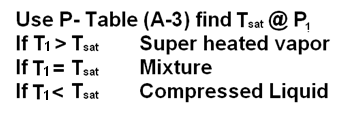 Use P- Table (A-3) find Tsat @ P1
If T1 > Tsat Super heated vapor
If T1 = Tsat Mixture
If T1 < Tsat Compressed Liquid